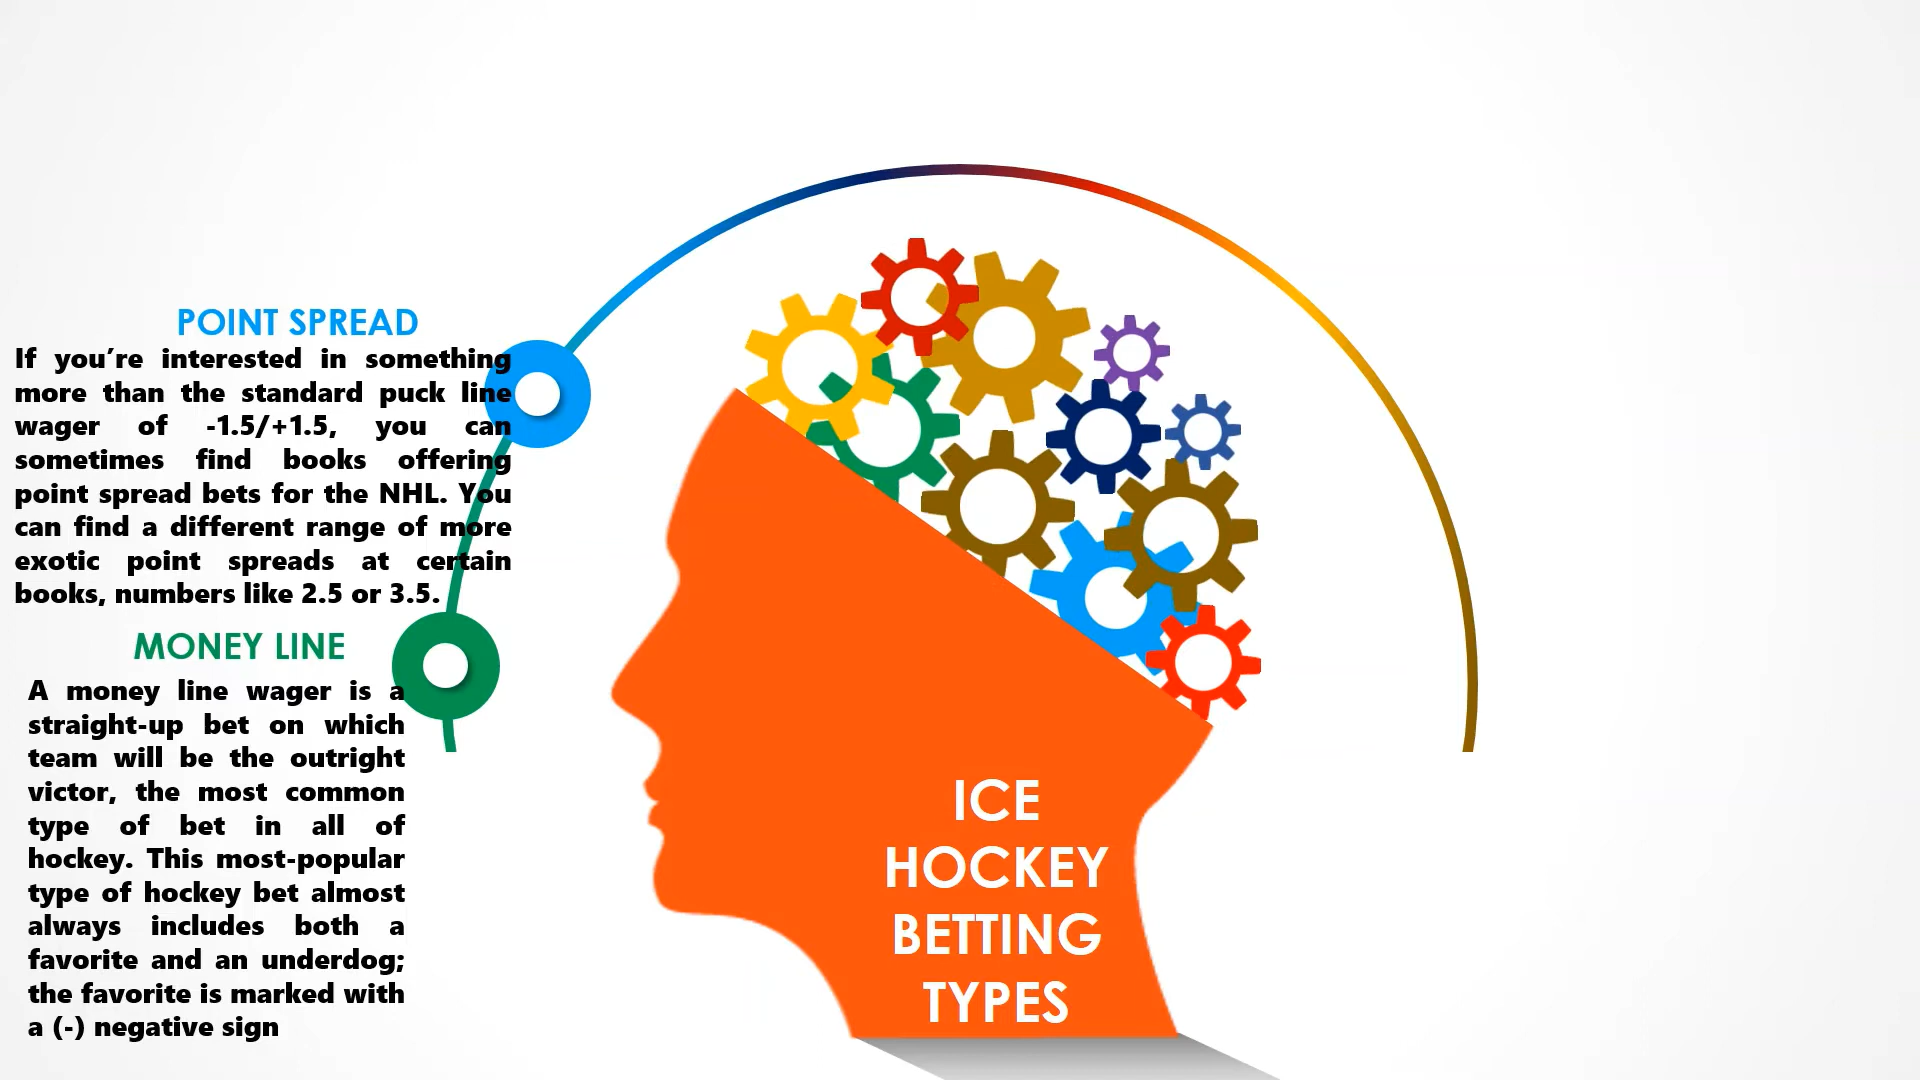 POINT SPREAD
If you’re interested in something
more than the standard puck line
wager of -1.5/+1.5, you can
sometimes find books offering
point spread bets for the NHL. You
can find a different range of more
exotic point spreads at certain
books, numbers like 2.5 or 3.5.
MONEY LINE
A money line wager is a
straight-up bet on which
team will be the outright
victor, the most common
type of bet in all of
hockey. This most-popular
type of hockey bet almost
always includes both a
favorite and an underdog;
the favorite is marked with
a (-) negative sign
ICE
HOCKEY
BETTING
TYPES